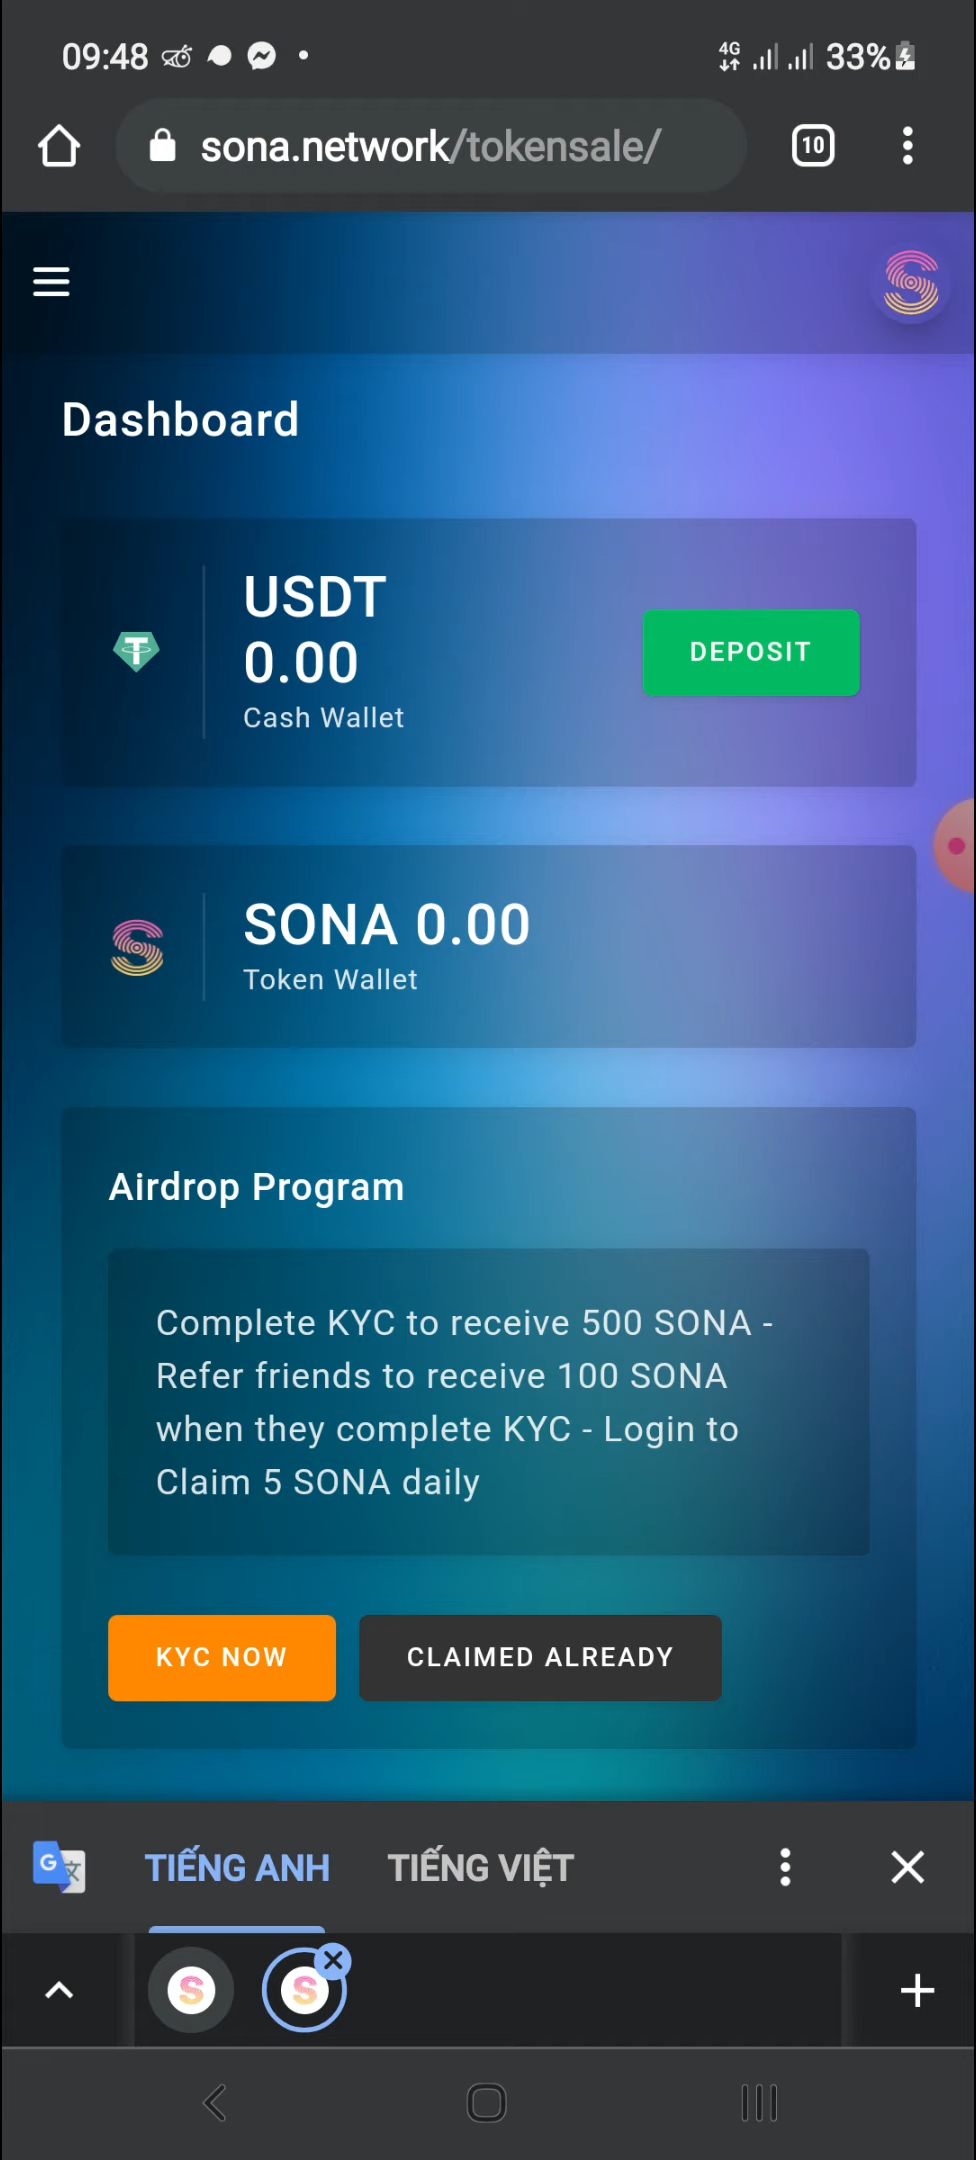 09:48
4G
33%
sona.network/tokensale/
10
Dashboard
USDT
0.00
Cash Wallet
DEPOSIT
SONA 0.00
Token Wallet
Airdrop Program
Complete KYC to receive 500 SONA -
Refer friends to receive 100 SONA
when they complete KYC - Login to
Claim 5 SONA daily
KYC NOW
CLAIMED ALREADY
TIẾNG ANH
TIẾNG VIỆT